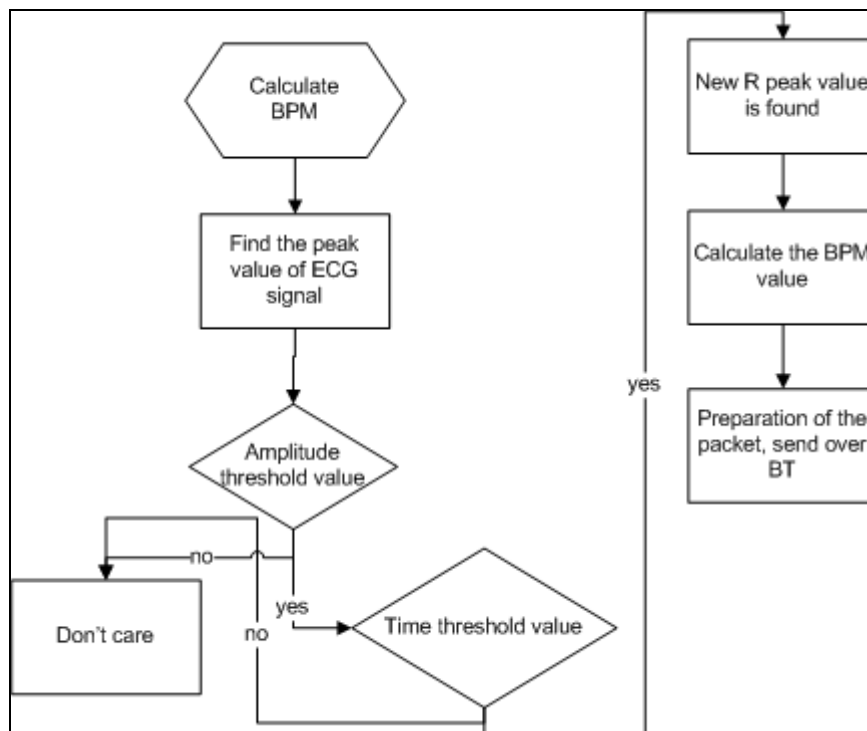 Calculate
BPM
Find the peak
value of ECG
signal
Amplitude
threshold value
no
yes
no
Don't care
Time threshold value
yes
New R peak value
is found
Calculate the BPM
value
Preparation of the
packet, send over
BT